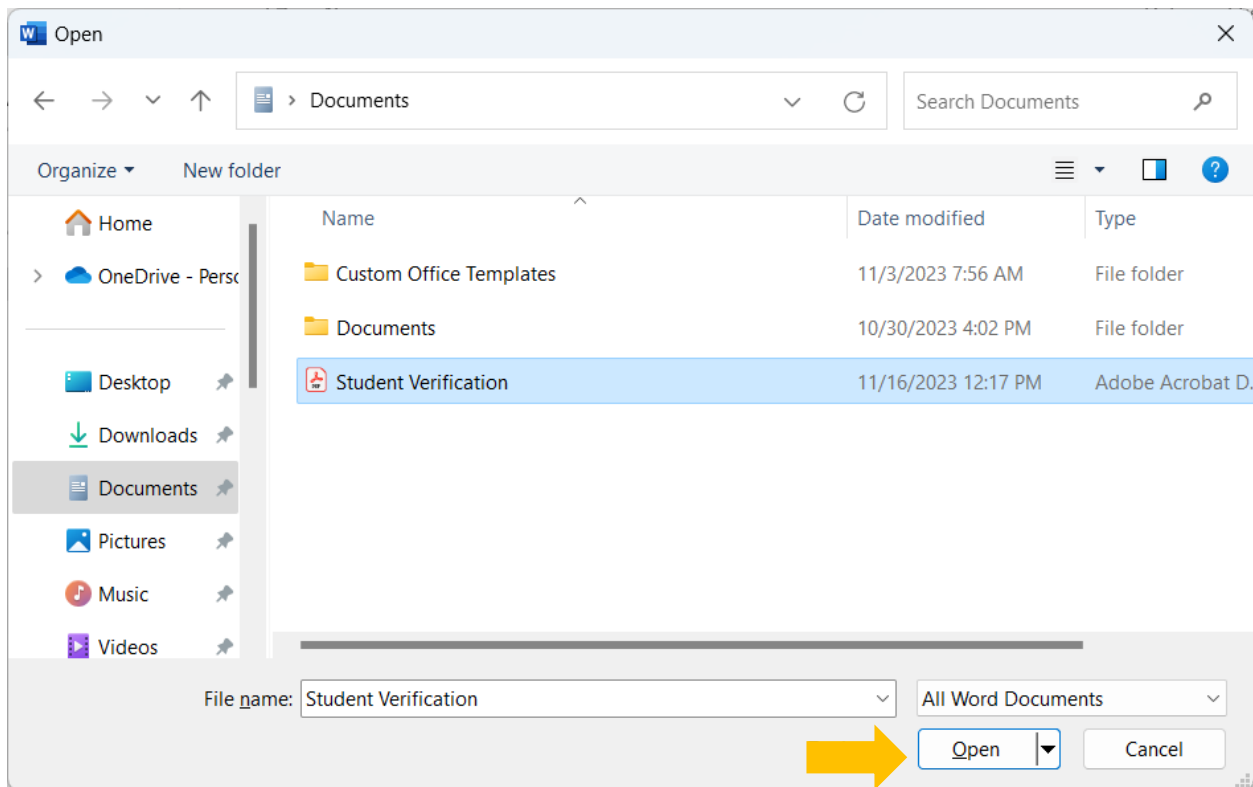 Open
Documents
Search Documents
Organize
New folder
Home
OneDrive - Perso
Desktop
Downloads
Documents
Pictures
Music
Videos
Name Date modified Type
Custom Office Templates 11/3/2023 7:56 AM File folder
Documents 10/30/2023 4:02 PM File folder
Student Verification 11/16/2023 12:17 PM Adobe Acrobat D.
File name: Student Verification All Word Documents
Open Cancel